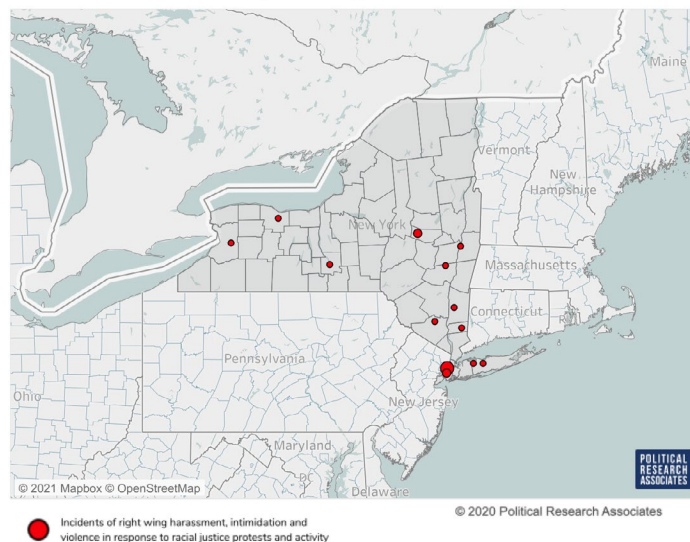 Maine
Vermont
New
Hampshire
New York
Massachusetts
Connecticut
RI
Pennsylvania
Ohio
New Jersey
Maryland
DC
Delaware
POLITICAL
RESEARCH
ASSOCIATES
© 2021 Mapbox © OpenStreetMap
© 2020 Political Research Associates
Incidents of right wing harassment, intimidation and
violence in response to racial justice protests and activity